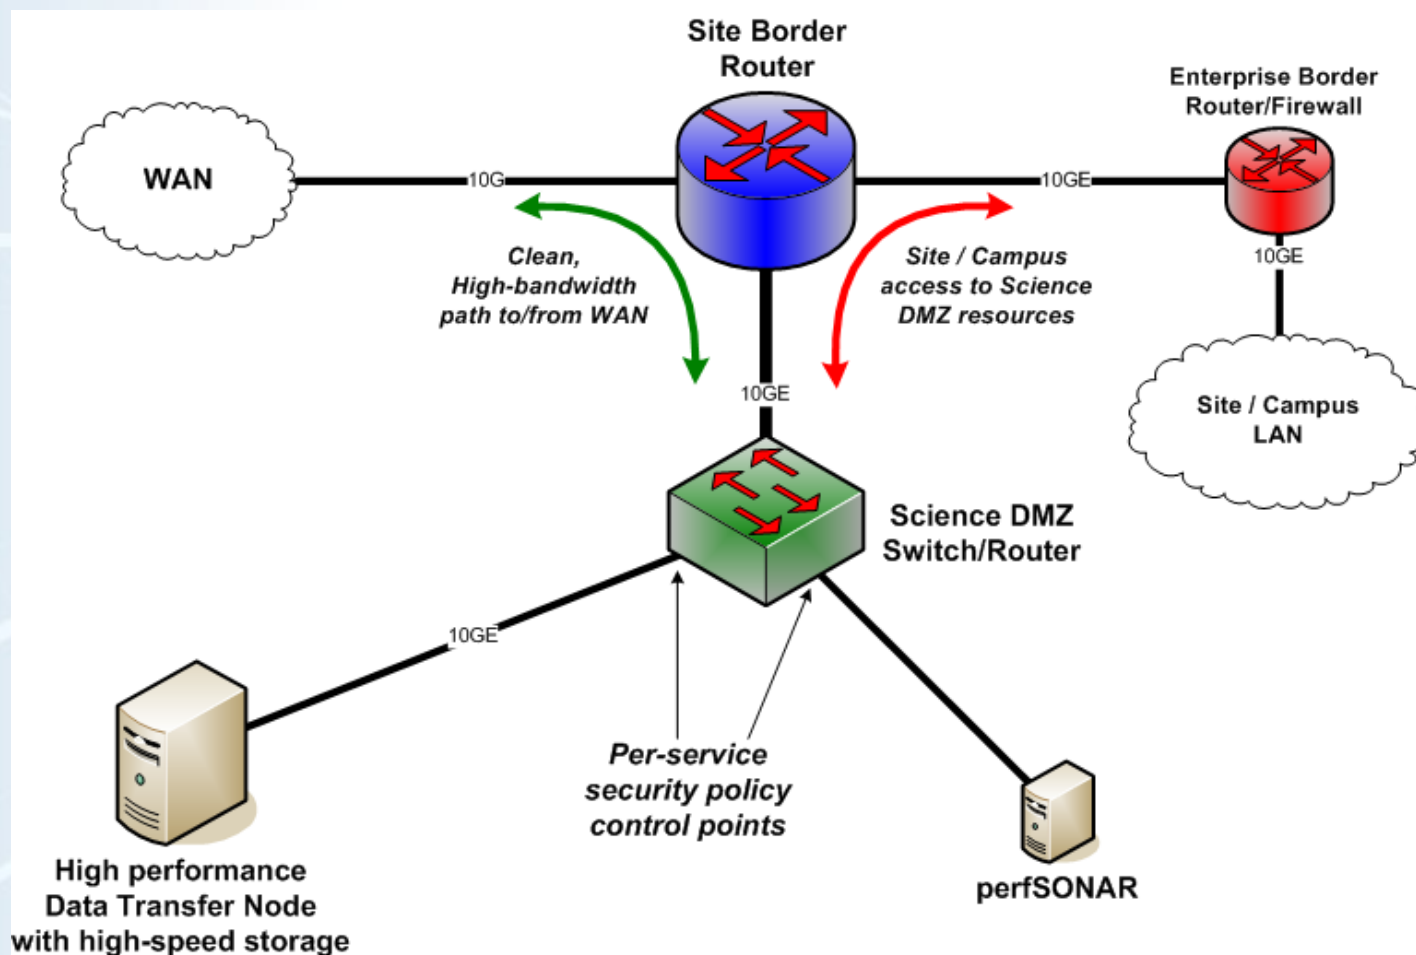 Site Border
Router
Enterprise Border
Router/Firewall
WAN
10G
10GE
10GE
Clean,
High-bandwidth
path to/from WAN
Site / Campus
access to Science
DMZ resources
10GE
Site / Campus
LAN
Science DMZ
Switch/Router
10GE
Per-service
security policy
control points
High performance
Data Transfer Node
with high-speed storage
perfSONAR